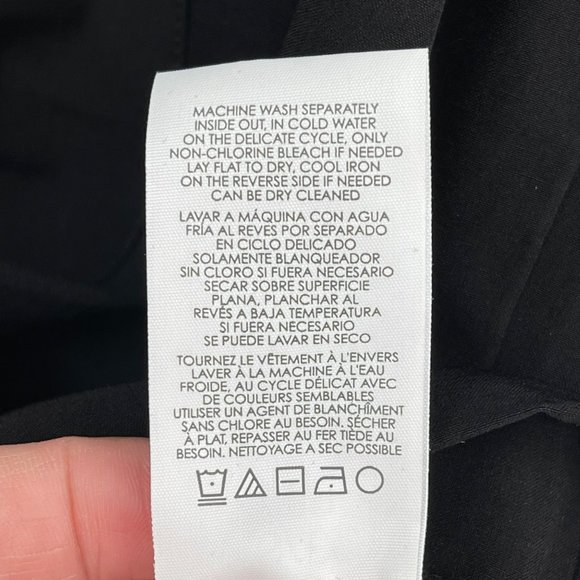 MACHINE WASH SEPARATELY
INSIDE OUT, IN COLD WATER
ON THE DELICATE CYCLE, ONLY
NON-CHLORINE BLEACH IF NEEDED
LAY FLAT TO DRY, COOL IRON
ON THE REVERSE SIDE IF NEEDED
CAN BE DRY CLEANED
LAVAR A MÁQUINA CON AGUA
FRÍA AL REVES POR SEPARADO
EN CICLO DELICADO
SOLAMENTE BLANQUEADOR
SIN CLORO SI FUERA NECESARIO
SECAR SOBRE SUPERFICIE
PLANA, PLANCHAR AL
REVÉS A BAJA TEMPERATURA
SI FUERA NECESARIO
SE PUEDE LAVAR EN SECO
TOURNEZ LE VÊTEMENT À L'ENVERS
LAVER À LA MACHINE À L'EAU
FROIDE, AU CYCLE DÉLICAT AVEC
DE COULEURS SEMBLABLES
UTILISER UN AGENT DE BLANCHÎMENT
SANS CHLORE AU BESOIN. SÉCHER
À PLAT, REPASSER AU FER TIÈDE AU
BESOIN. NETTOYAGE A SEC POSSIBLE